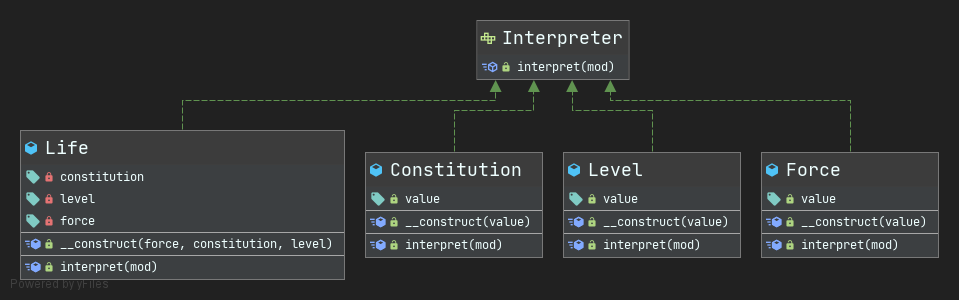 Interpreter
interpret(mod)
Life
constitution
level
force
__construct(force, constitution, level)
interpret(mod)
Constitution
value
__construct(value)
interpret(mod)
Level
value
__construct(value)
interpret(mod)
Force
value
__construct(value)
interpret(mod)
Powered by yFiles